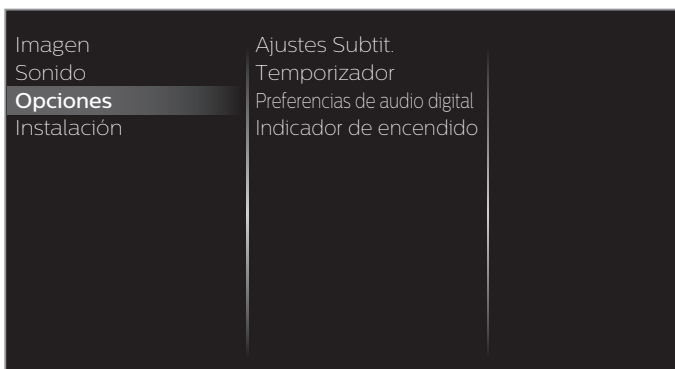 Imagen
Sonido
Opciones
Instalación
Ajustes Subtit.
Temporizador
Preferencias de audio digital
Indicador de encendido